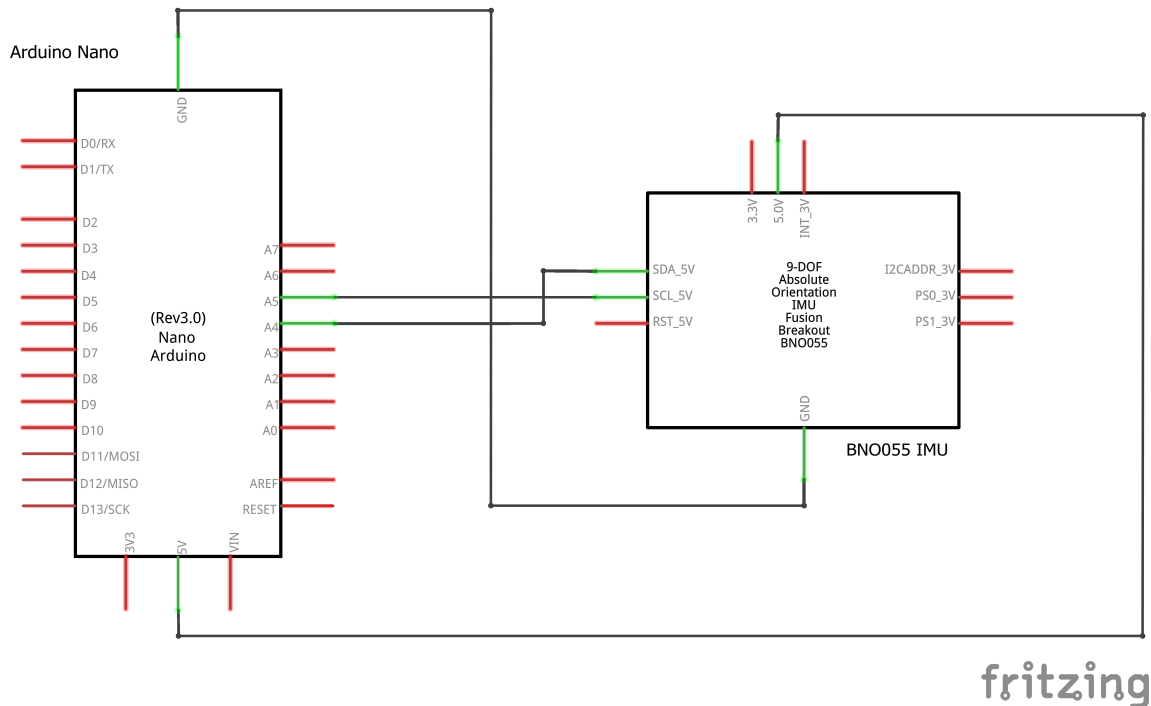 Arduino Nano
GND
D0/RX
D1/TX
D2
D3
D4
D5
D6
D7
D8
D9
D10
D11/MOSI
D12/MISO
D13/SCK
(Rev3.0)
Nano
Arduino
A7
A6
A5
A4
A3
A2
A1
A0
AREF
RESET
3V3
5V
VIN
3.3V
5.0V
INT_3V
SDA_5V
SCL_5V
RST_5V
9-DOF
Absolute
Orientation
IMU
Fusion
Breakout
BNO055
I2CADDR_3V
PS0_3V
PS1_3V
GND
BNO055 IMU
fritzing